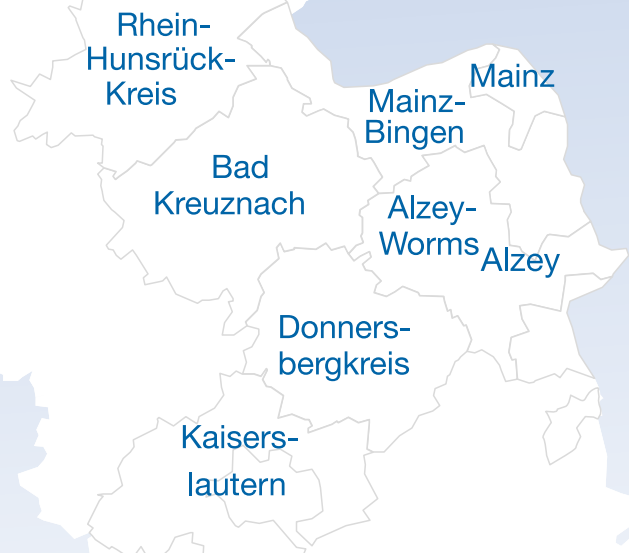 Rhein-
Hunsrück-
Kreis
Mainz
Mainz-
Bingen
Bad
Kreuznach
Alzey-
Worms
Alzey
Donners-
bergkreis
Kaisers-
lautern